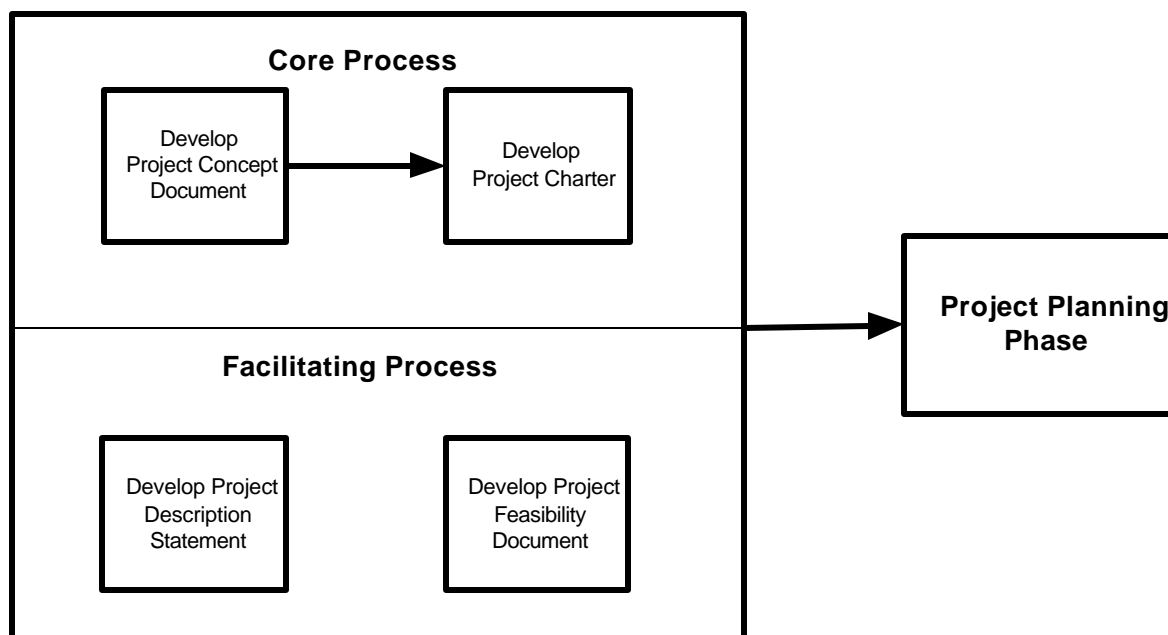 Core Process
Develop
Project Concept
Document
Develop
Project Charter
Project Planning
Phase
Facilitating Process
Develop Project
Description
Statement
Develop Project
Feasibility
Document